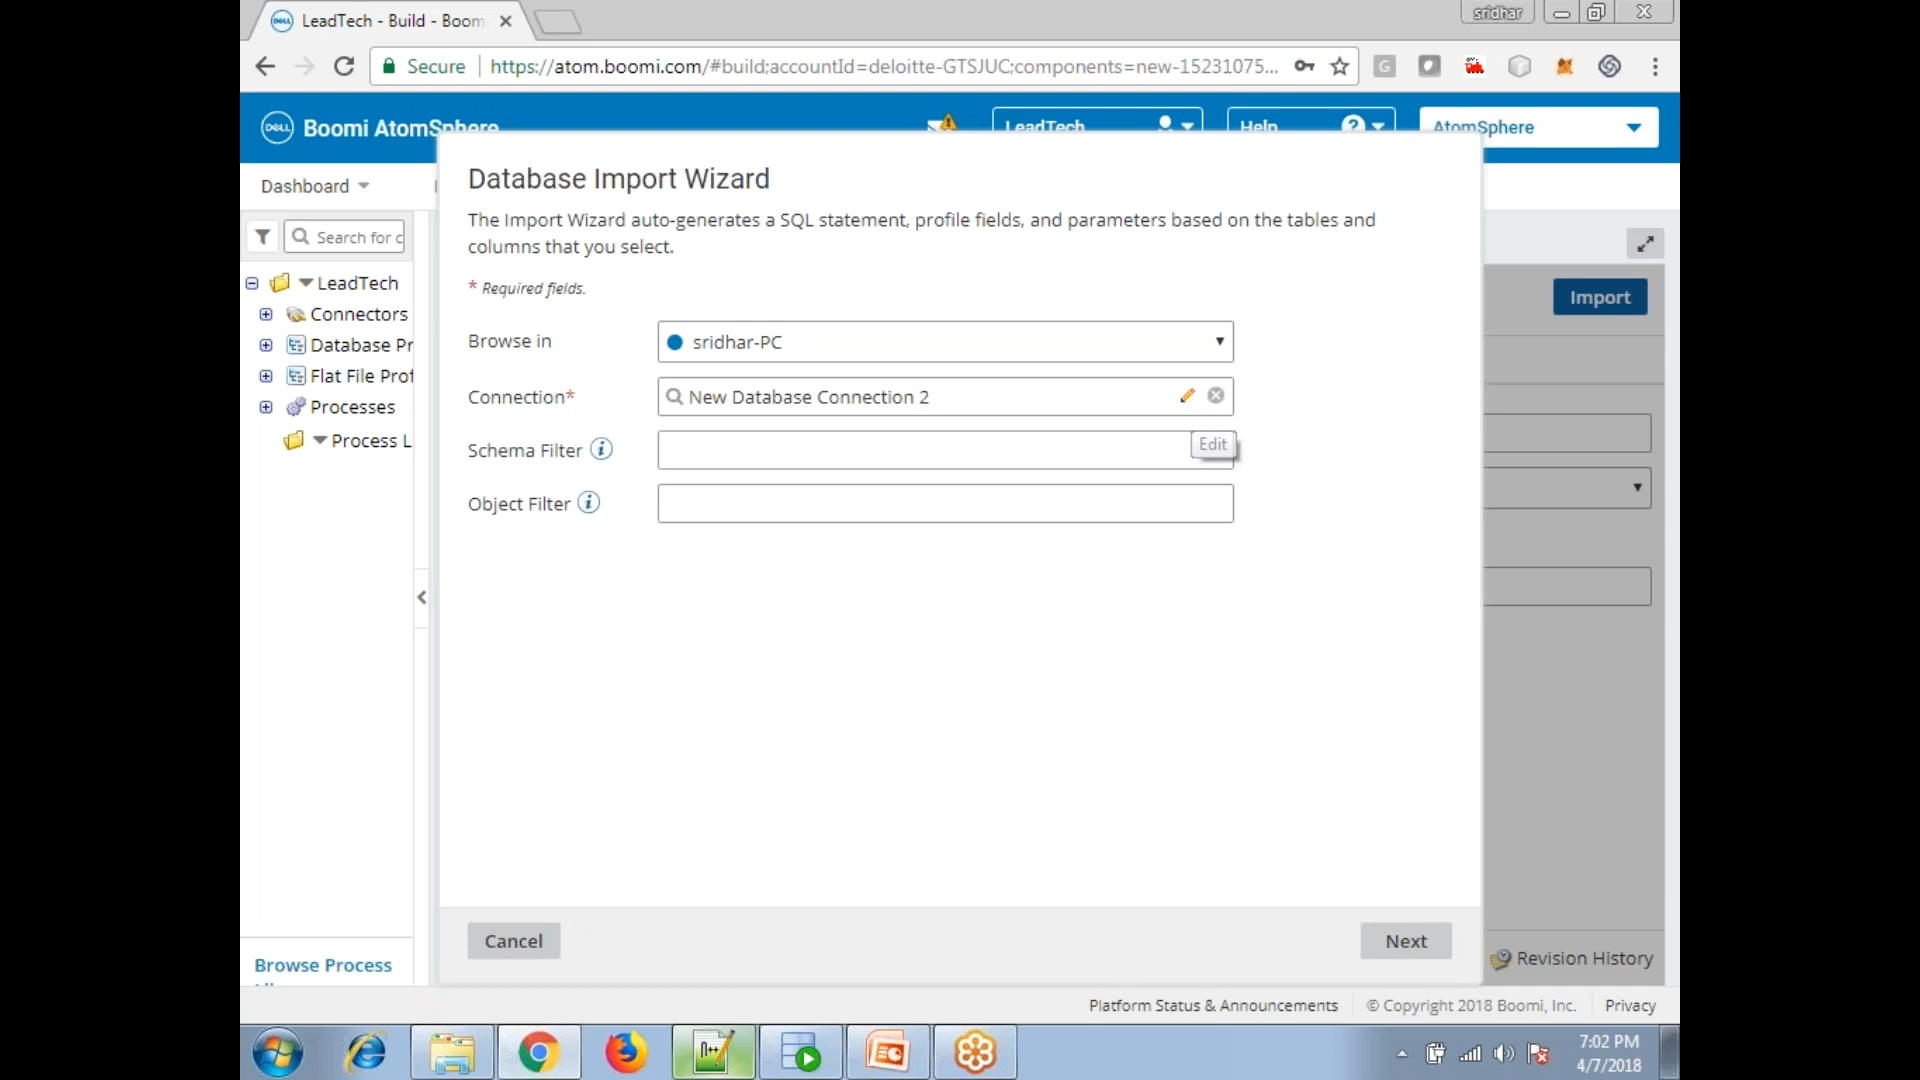 LeadTech - Build - Boom
sridhar
Secure
https://atom.boomi.com/#build;accountId=deloitte-GTSJUC;components=new-15231075...
DELL
Boomi AtomSphere
LeadTech
Help
AtomSphere
Dashboard
Search for c
LeadTech
Connectors
Database Pr
Flat File Prof
Processes
Process L
Browse Process
Database Import Wizard
The Import Wizard auto-generates a SQL statement, profile fields, and parameters based on the tables and
columns that you select.
* Required fields.
Browse in
sridhar-PC
Connection*
New Database Connection 2
Schema Filter
Edit
Object Filter
Cancel
Next
Import
Revision History
Platform Status & Announcements
© Copyright 2018 Boomi, Inc.
Privacy
7:02 PM
4/7/2018